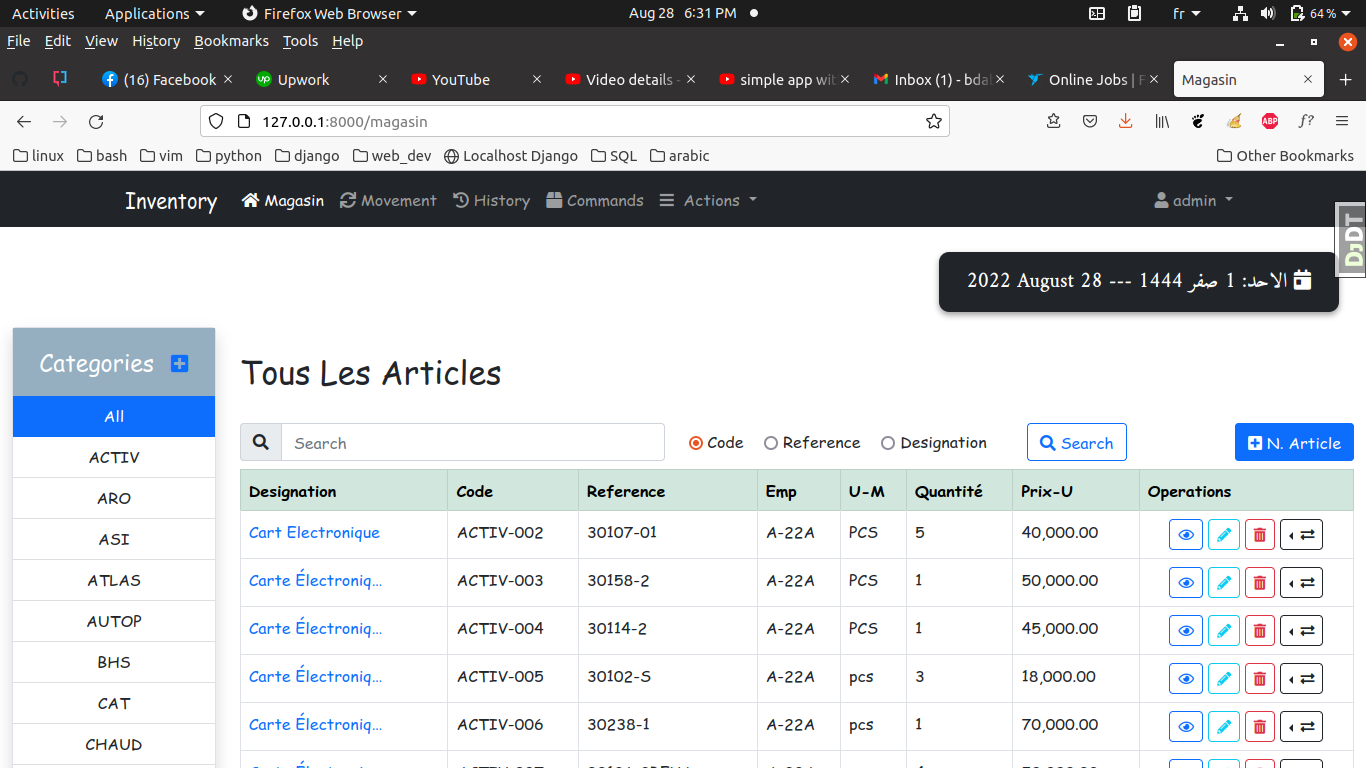 Activities Applications Firefox Web Browser Aug 28 6:31 PM fr 64 %
File Edit View History Bookmarks Tools Help
(16) Facebook Upwork YouTube Video details - simple app wit Inbox (1) - bdal Online Jobs | F Magasin
127.0.0.1:8000/magasin ABP f?
linux bash vim python django web_dev Localhost Django SQL arabic Other Bookmarks
Inventory Magasin Movement History Commands Actions admin
DJDT
الاحد: 1 صفر 1444 --- 28 August 2022
Categories
All
ACTIV
ARO
ASI
ATLAS
AUTOP
BHS
CAT
CHAUD
Tous Les Articles
Search Code Reference Designation Search N. Article
Designation Code Reference Emp U-M Quantité Prix-U Operations
Cart Electronique ACTIV-002 30107-01 A-22A PCS 5 40,000.00
Carte Électroniq... ACTIV-003 30158-2 A-22A PCS 1 50,000.00
Carte Électroniq... ACTIV-004 30114-2 A-22A PCS 1 45,000.00
Carte Électroniq... ACTIV-005 30102-S A-22A pcs 3 18,000.00
Carte Électroniq... ACTIV-006 30238-1 A-22A pcs 1 70,000.00